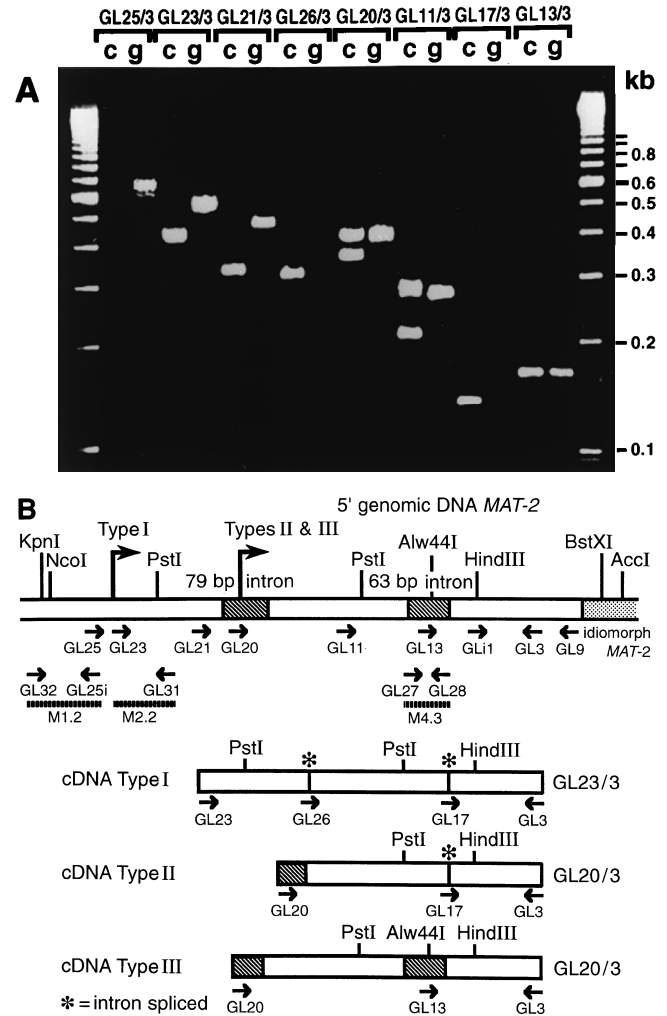 GL25/3 GL23/3 GL21/3 GL26/3 GL20/3 GL11/3 GL17/3 GL13/3
c g c g c g c g c g c g c g c g
A kb
0.8
0.6
0.5
0.4
0.3
0.2
0.1
B 5' genomic DNA MAT-2
Type I Types II & III
KpnI NcoI PstI PstI Alw44I HindIII BstXI AccI
79 bp intron 63 bp intron
GL25 GL23 GL21 GL20 GL11 GL13 GLi1 GL3 GL9 idiomorph
MAT-2
GL32 GL25i GL31 GL27 GL28
M1.2 M2.2 M4.3
PstI * PstI * HindIII
cDNA Type I GL23/3
GL23 GL26 GL17 GL3
PstI * HindIII
cDNA Type II GL20/3
GL20 GL17 GL3
PstI Alw44I HindIII
cDNA Type III GL20/3
GL20 GL13 GL3
* = intron spliced